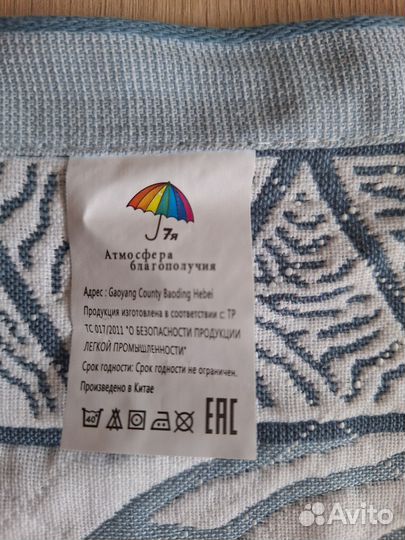 7я
Атмосфера
благополучия
Адрес : Gaoyang County Baoding Hebei
Продукция изготовлена в соответствии с: ТР
ТС 017/2011 "О БЕЗОПАСНОСТИ ПРОДУКЦИИ
ЛЕГКОЙ ПРОМЫШЛЕННОСТИ"
Срок годности: Срок годности не ограничен.
Произведено в Китае
40° EAC
Avito